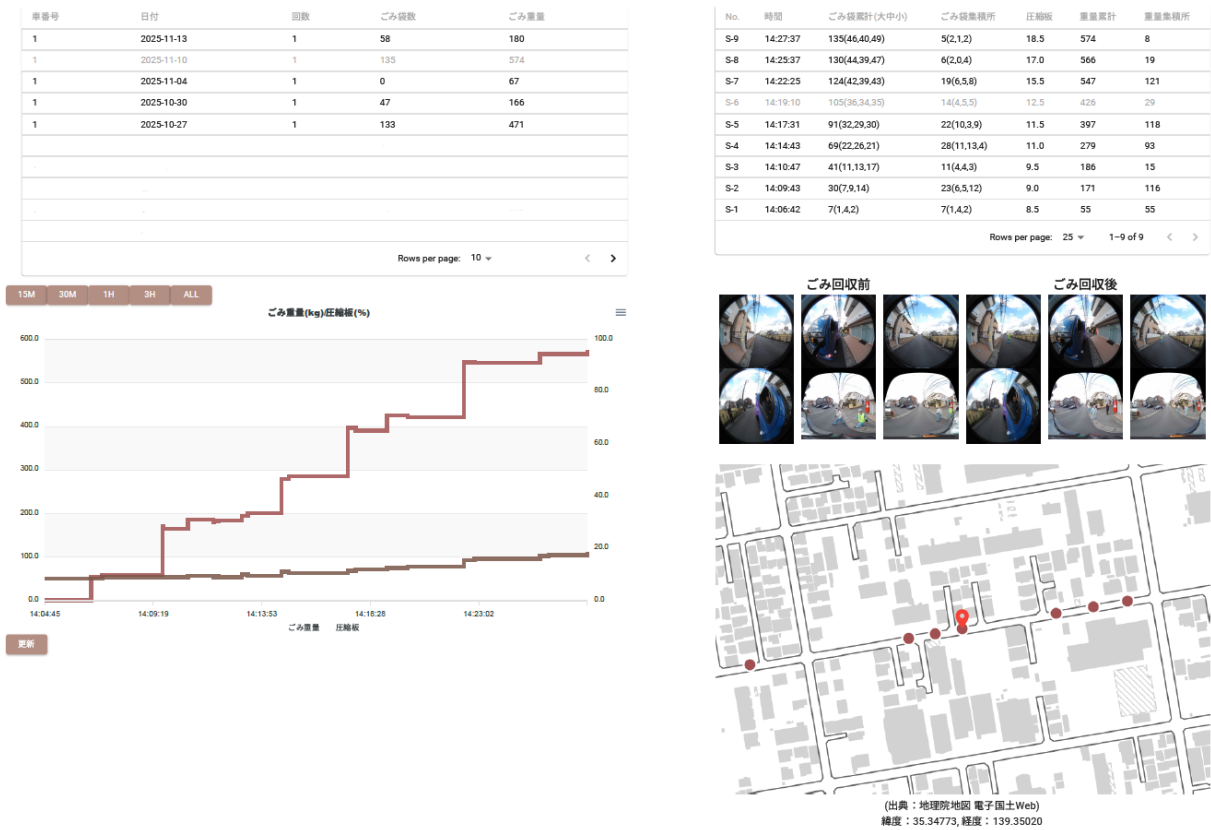 車番号 日付 回数 ごみ袋数 ごみ重量
1 2025-11-13 1 58 180
1 2025-11-10 1 135 574
1 2025-11-04 1 0 67
1 2025-10-30 1 47 166
1 2025-10-27 1 133 471
Rows per page: 10
15M 30M 1H 3H ALL
ごみ重量(kg)/圧縮板(%)
600.0 100.0
500.0
80.0
400.0
60.0
300.0
40.0
200.0
100.0 20.0
0.0 0.0
14:04:45 14:09:19 14:13:53 14:18:28 14:23:02
ごみ重量 圧縮板
更新
No. 時間 ごみ袋累計(大中小) ごみ袋集積所 圧縮板 重量累計 重量集積所
S-9 14:27:37 135(46,40,49) 5(2,1,2) 18.5 574 8
S-8 14:25:37 130(44,39,47) 6(2,0,4) 17.0 566 19
S-7 14:22:25 124(42,39,43) 19(6,5,8) 15.5 547 121
S-6 14:19:10 105(36,34,35) 14(4,5,5) 12.5 426 29
S-5 14:17:31 91(32,29,30) 22(10,3,9) 11.5 397 118
S-4 14:14:43 69(22,26,21) 28(11,13,4) 11.0 279 93
S-3 14:10:47 41(11,13,17) 11(4,4,3) 9.5 186 15
S-2 14:09:43 30(7,9,14) 23(6,5,12) 9.0 171 116
S-1 14:06:42 7(1,4,2) 7(1,4,2) 8.5 55 55
Rows per page: 25 1–9 of 9
ごみ回収前 ごみ回収後
(出典：地理院地図 電子国土Web)
緯度：35.34773, 経度：139.35020